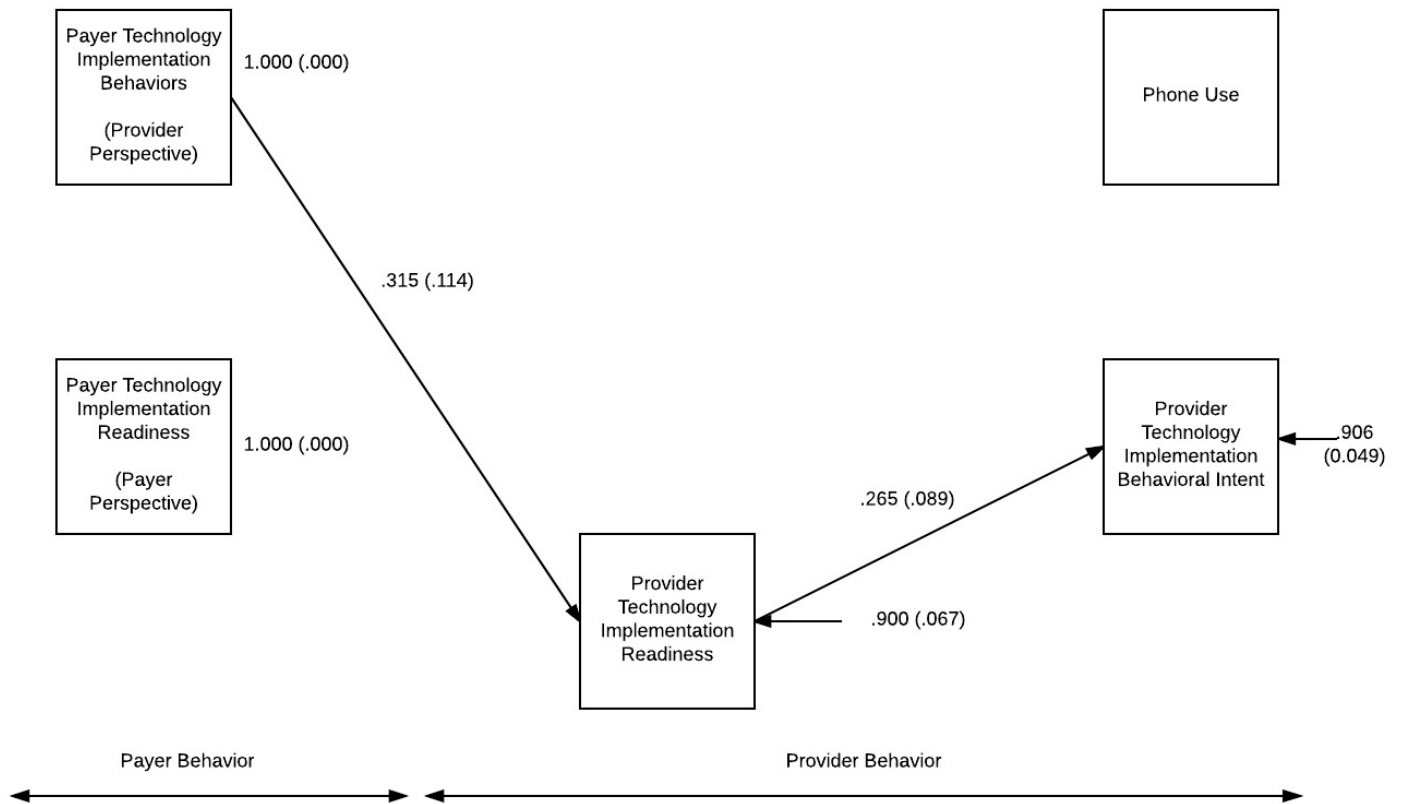 Payer Technology
Implementation
Behaviors
(Provider
Perspective)
1.000 (.000)
Phone Use
.315 (.114)
Payer Technology
Implementation
Readiness
(Payer
Perspective)
1.000 (.000)
Provider
Technology
Implementation
Behavioral Intent
.906
(0.049)
.265 (.089)
Provider
Technology
Implementation
Readiness
.900 (.067)
Payer Behavior
Provider Behavior